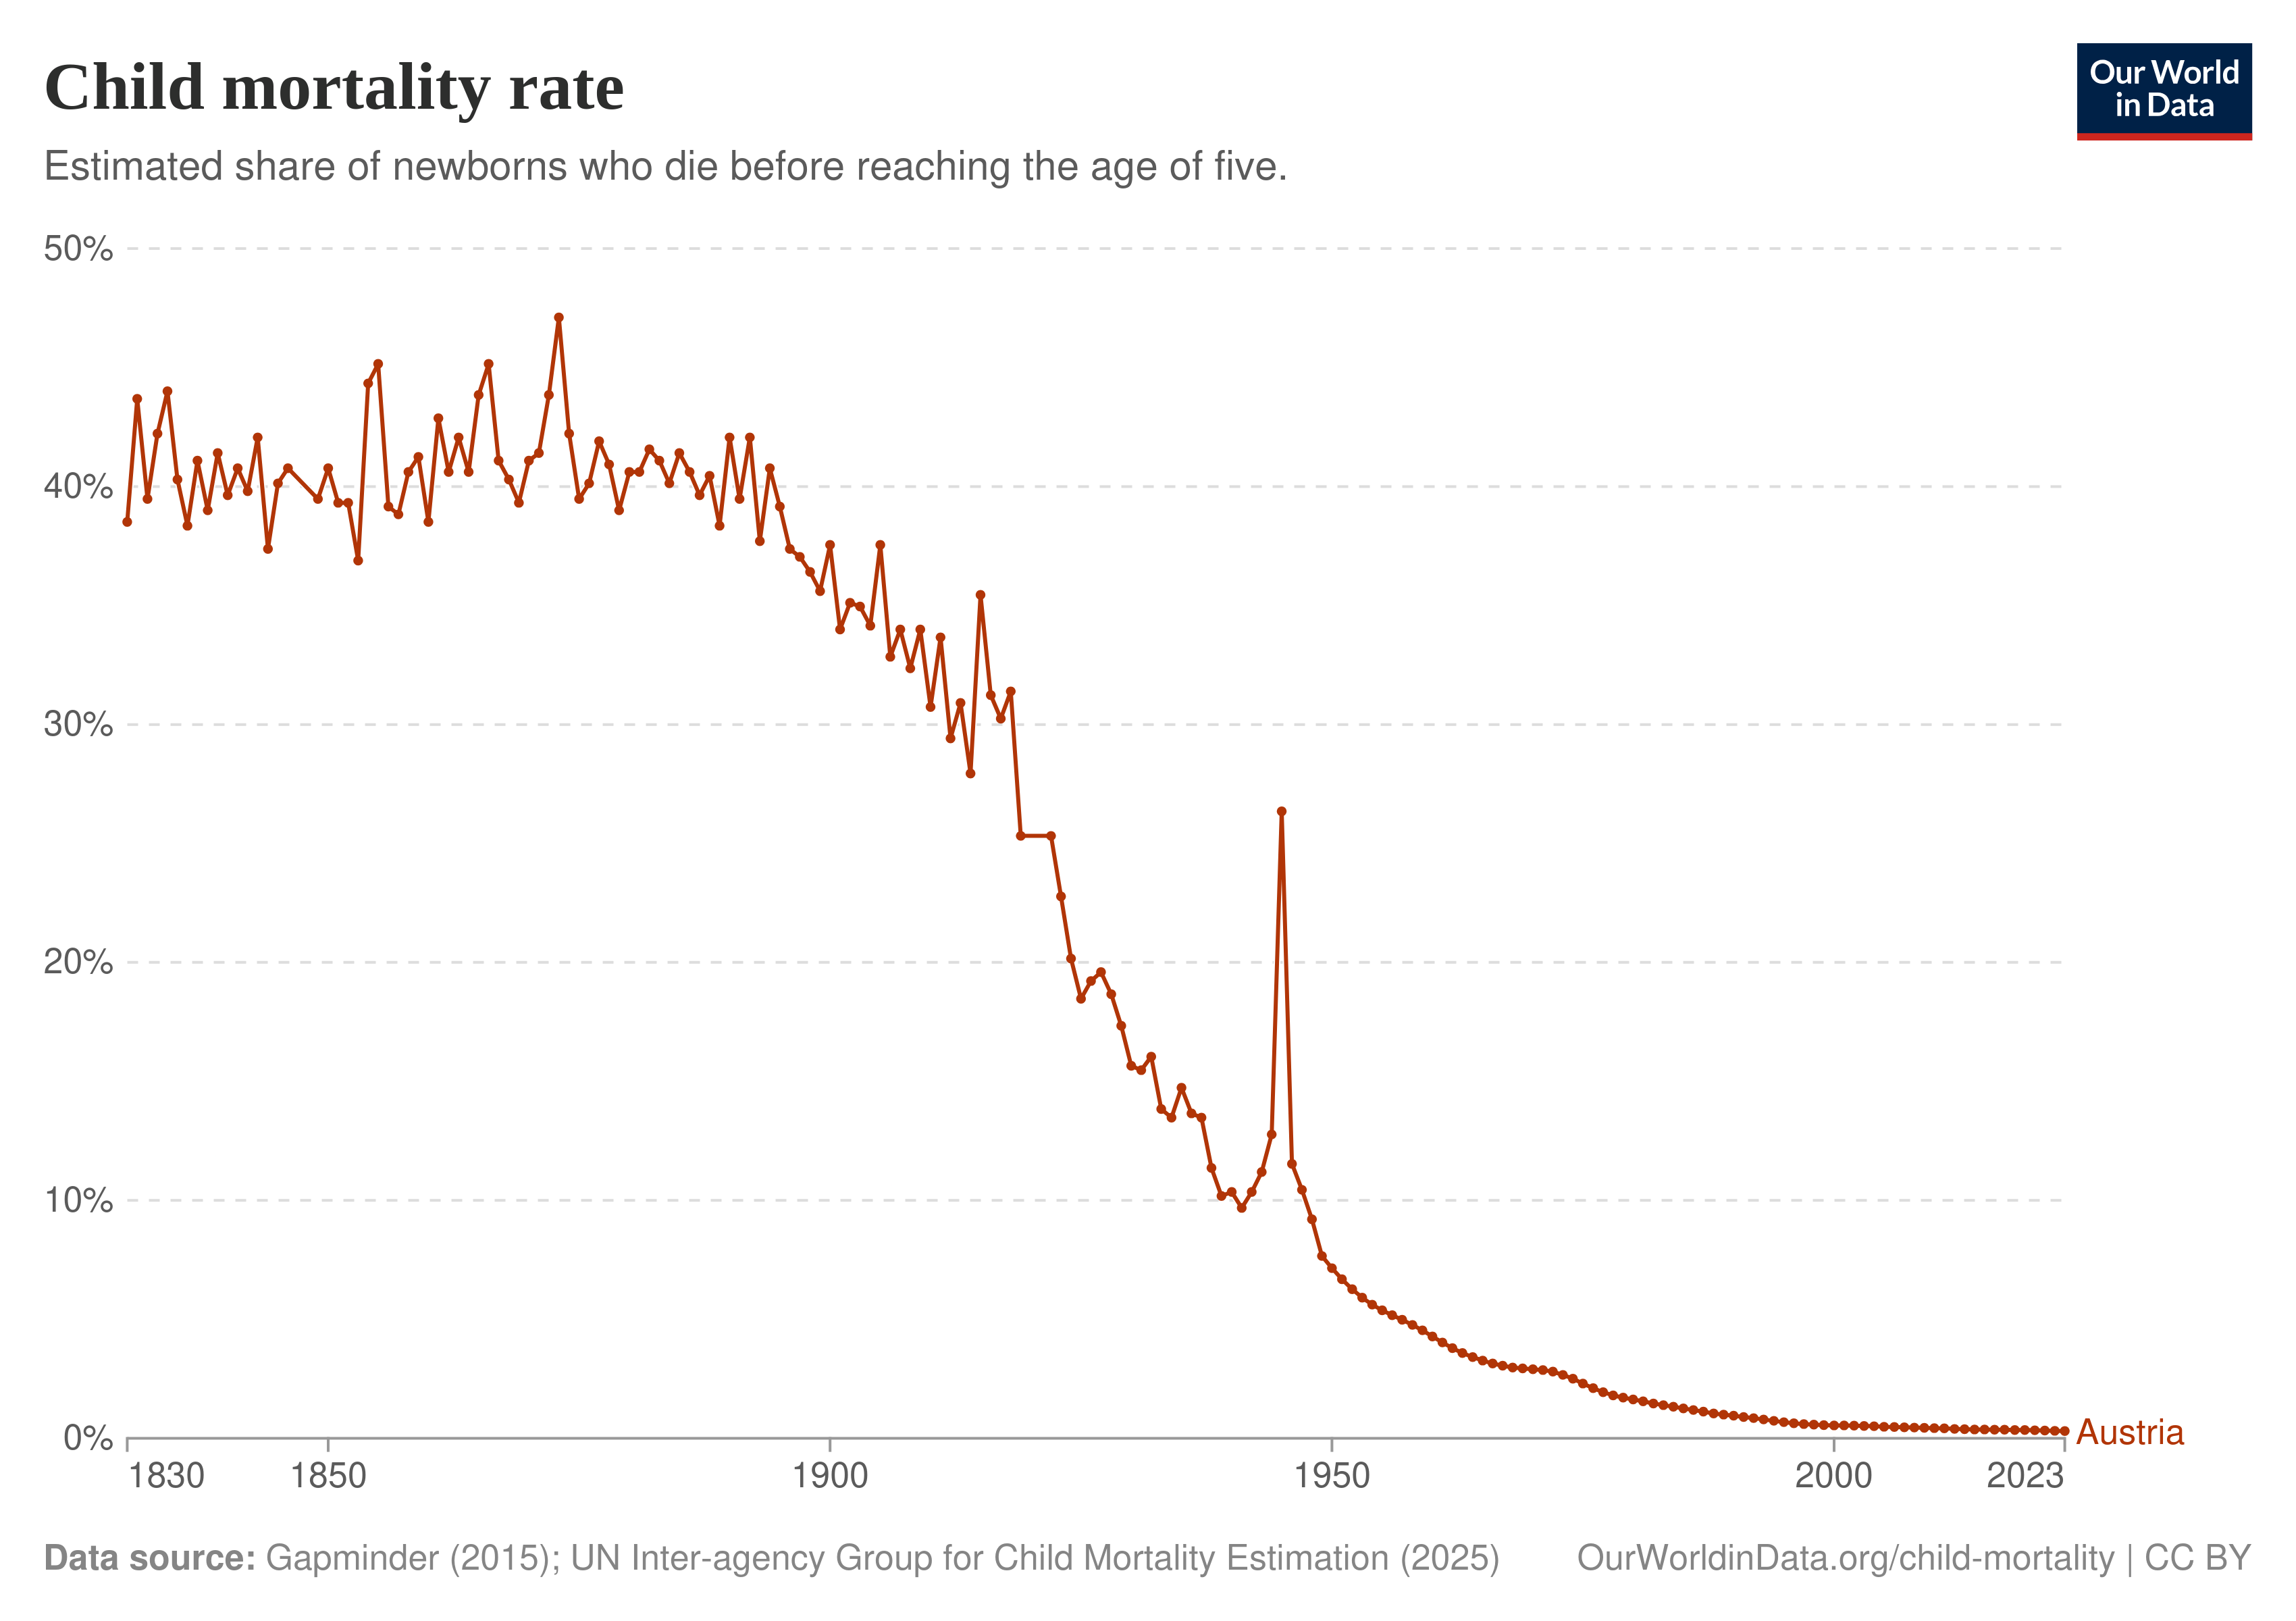 Child mortality rate
Our World
in Data
Estimated share of newborns who die before reaching the age of five.
50%
40%
30%
20%
10%
0%
Austria
1830 1850 1900 1950 2000 2023
Data source: Gapminder (2015); UN Inter-agency Group for Child Mortality Estimation (2025) OurWorldinData.org/child-mortality | CC BY